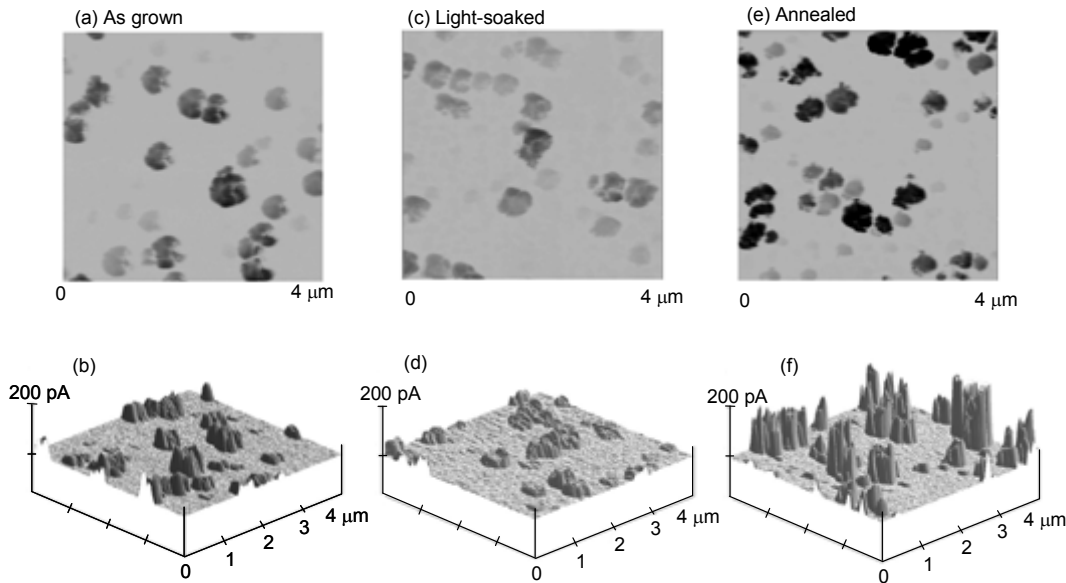 (a) As grown
(c) Light-soaked
(e) Annealed
0
4 μm
0
4 μm
0
4 μm
(b)
(d)
(f)
200 pA
200 pA
200 pA
4 μm
3
2
1
0
4 μm
3
2
1
0
4 μm
3
2
1
0